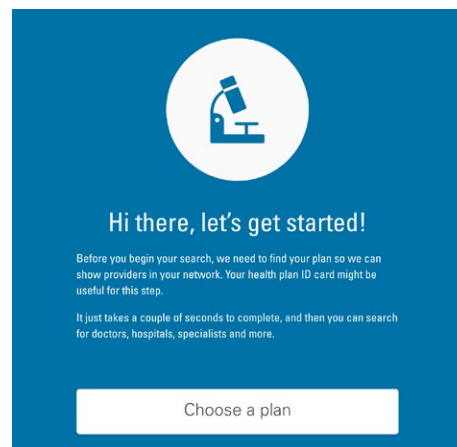 Hi there, let's get started!
Before you begin your search, we need to find your plan so we can
show providers in your network. Your health plan ID card might be
useful for this step.
It just takes a couple of seconds to complete, and then you can search
for doctors, hospitals, specialists and more.
Choose a plan